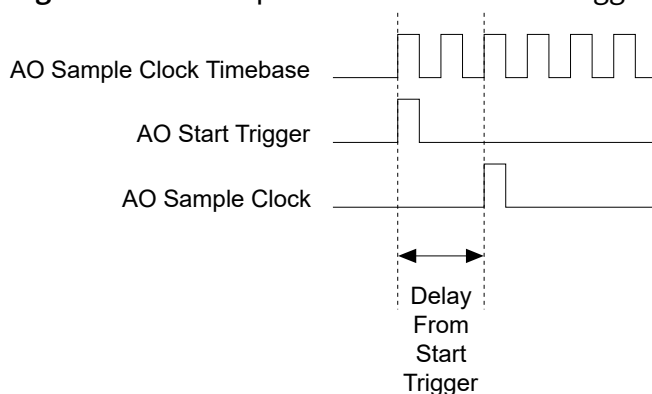 AO Sample Clock Timebase
AO Start Trigger
AO Sample Clock
Delay
From
Start
Trigger